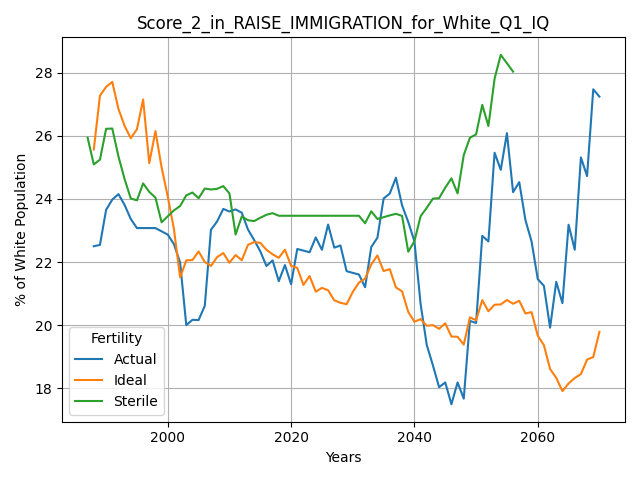 Score_2_in_RAISE_IMMIGRATION_for_White_Q1_IQ
% of White Population
28
26
24
22
20
18
Fertility
Actual
Ideal
Sterile
2000
2020
2040
2060
Years